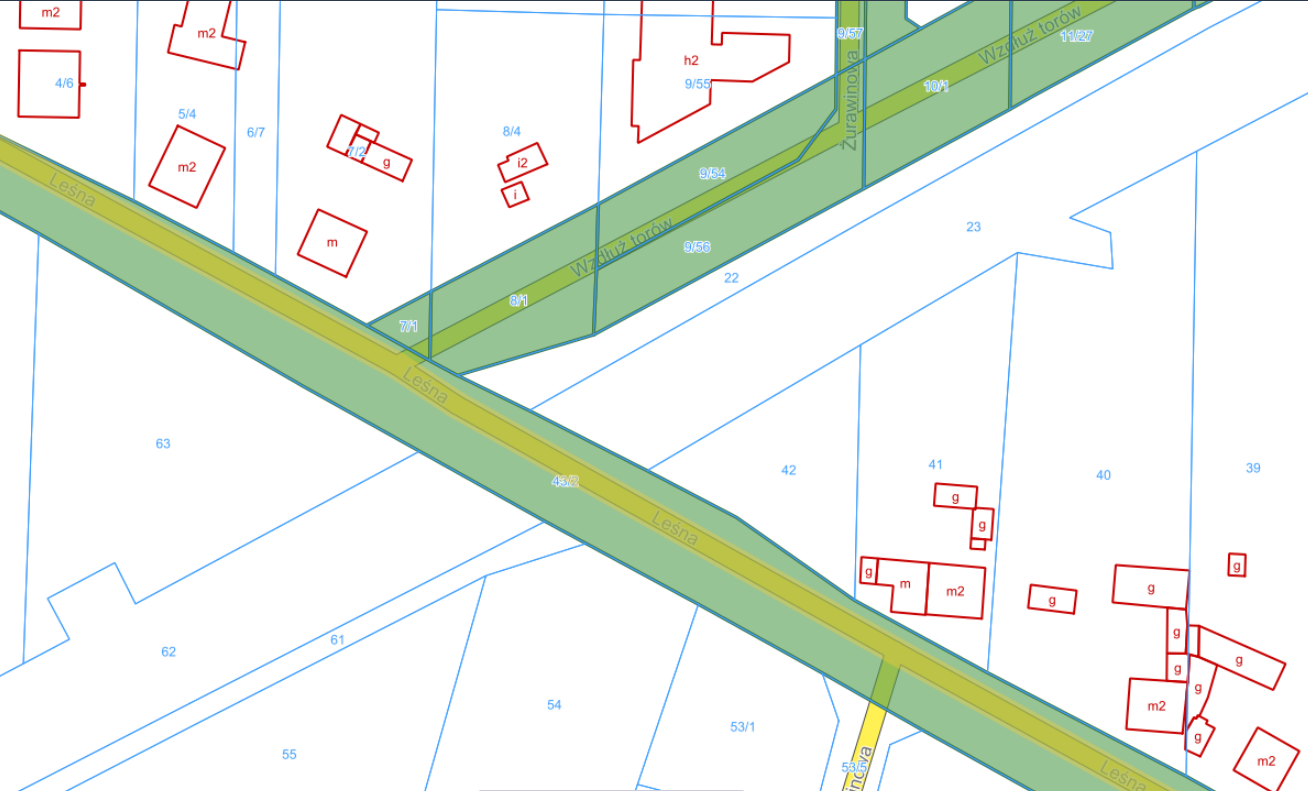 m2
m2
9/57
Wzdłuż torów
11/27
4/6
h2
9/55
10/1
Żurawinowa
5/4
6/7
8/4
7/2
g
i2
m2
i
9/54
Leśna
m
Wzdłuż torów
9/56
23
22
8/1
7/1
Leśna
63
42
41
40
39
43/2
g
g
Leśna
g
m
m2
g
g
g
g
g
g
g
62
61
m2
g
54
53/1
g
55
53/5
inowa
m2
Leśna